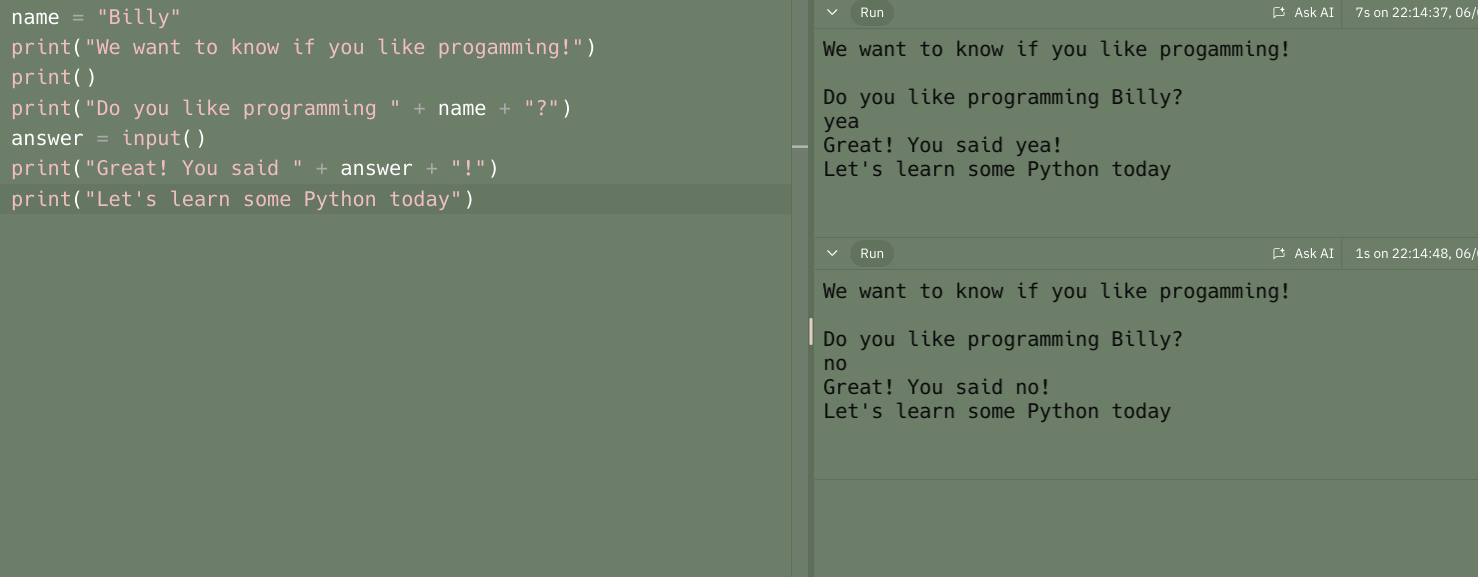 name = "Billy"
print("We want to know if you like progamming!")
print()
print("Do you like programming " + name + "?")
answer = input()
print("Great! You said " + answer + "!")
print("Let's learn some Python today")
Run Ask AI 7s on 22:14:37, 06/
We want to know if you like progamming!
Do you like programming Billy?
yea
Great! You said yea!
Let's learn some Python today
Run Ask AI 1s on 22:14:48, 06/
We want to know if you like progamming!
Do you like programming Billy?
no
Great! You said no!
Let's learn some Python today